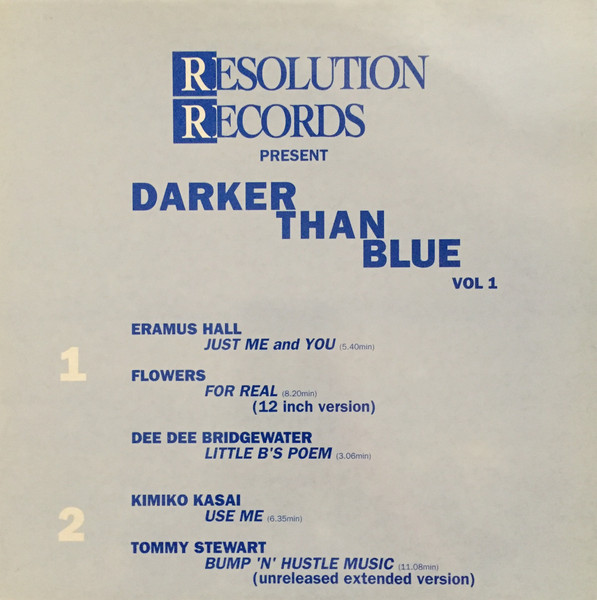 RESOLUTION
RECORDS
PRESENT
DARKER
THAN
BLUE
VOL 1
1
ERAMUS HALL
JUST ME and YOU (5.40min)
FLOWERS
FOR REAL (8.20min)
(12 inch version)
DEE DEE BRIDGEWATER
LITTLE B'S POEM (3.06min)
2
KIMIKO KASAI
USE ME (6.35min)
TOMMY STEWART
BUMP 'N' HUSTLE MUSIC (11.08min)
(unreleased extended version)